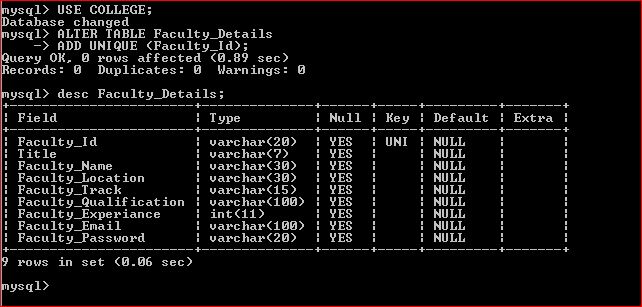 mysql> USE COLLEGE;
Database changed
mysql> ALTER TABLE Faculty_Details
    -> ADD UNIQUE (Faculty_Id);
Query OK, 0 rows affected (0.89 sec)
Records: 0  Duplicates: 0  Warnings: 0
mysql> desc Faculty_Details;
+-----------------------+--------------+------+-----+---------+-------+
| Field                 | Type         | Null | Key | Default | Extra |
+-----------------------+--------------+------+-----+---------+-------+
| Faculty_Id            | varchar(20)  | YES  | UNI | NULL    |       |
| Title                 | varchar(7)   | YES  |     | NULL    |       |
| Faculty_Name          | varchar(30)  | YES  |     | NULL    |       |
| Faculty_Location      | varchar(30)  | YES  |     | NULL    |       |
| Faculty_Track         | varchar(15)  | YES  |     | NULL    |       |
| Faculty_Qualification | varchar(100) | YES  |     | NULL    |       |
| Faculty_Experiance    | int(11)      | YES  |     | NULL    |       |
| Faculty_Email         | varchar(100) | YES  |     | NULL    |       |
| Faculty_Password      | varchar(20)  | YES  |     | NULL    |       |
+-----------------------+--------------+------+-----+---------+-------+
9 rows in set (0.06 sec)
mysql>